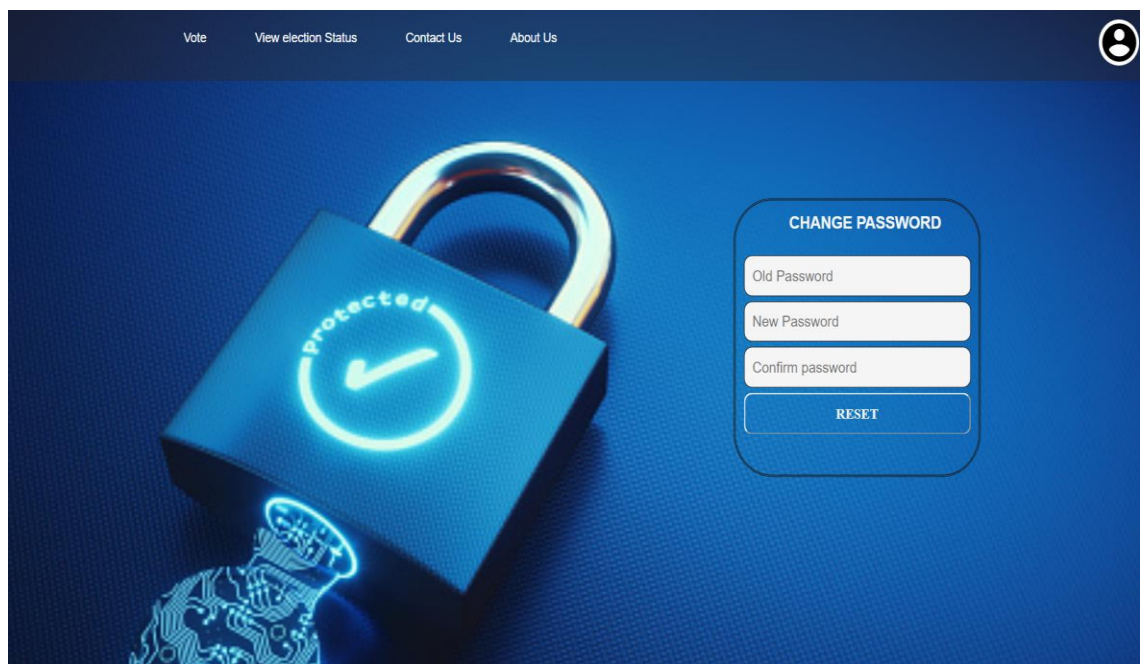 Vote View election Status Contact Us About Us
Protected
CHANGE PASSWORD
Old Password
New Password
Confirm password
RESET